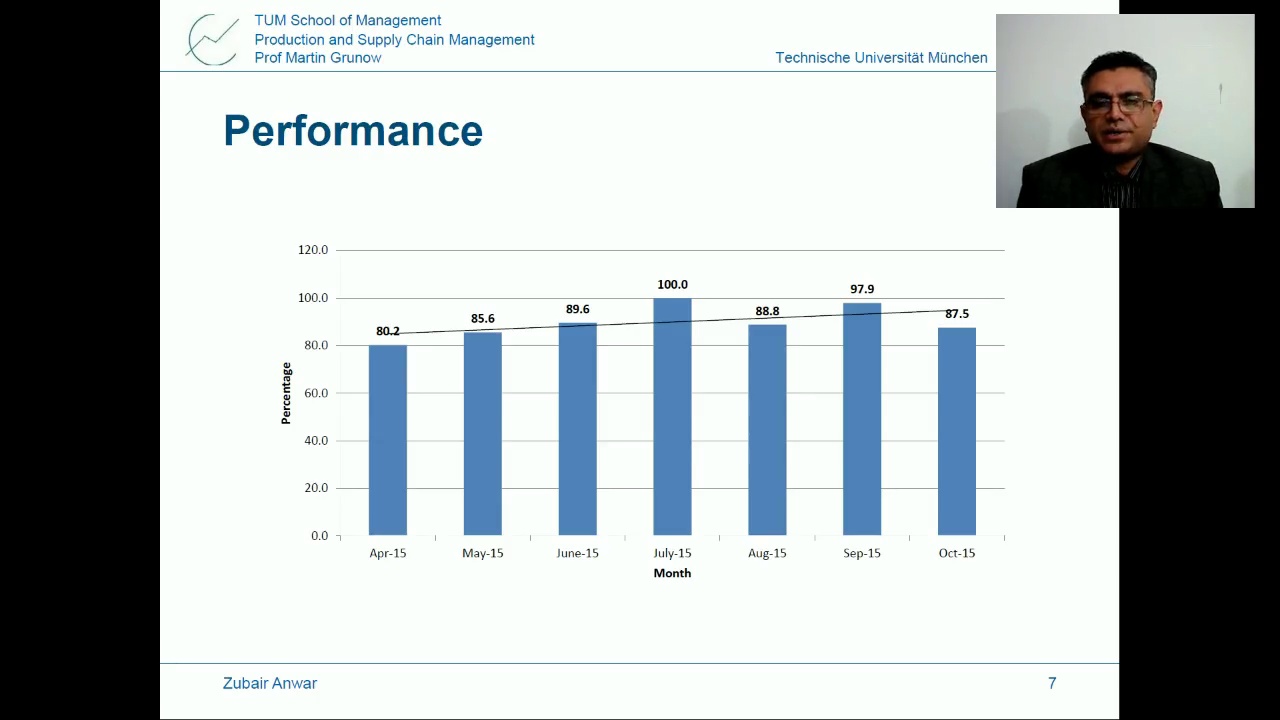 TUM School of Management
Production and Supply Chain Management
Prof Martin Grunow
Technische Universität München
Performance
120.0
100.0
80.0
60.0
40.0
20.0
0.0
Percentage
80.2
85.6
89.6
100.0
88.8
97.9
87.5
Apr-15
May-15
June-15
July-15
Aug-15
Sep-15
Oct-15
Month
Zubair Anwar
7